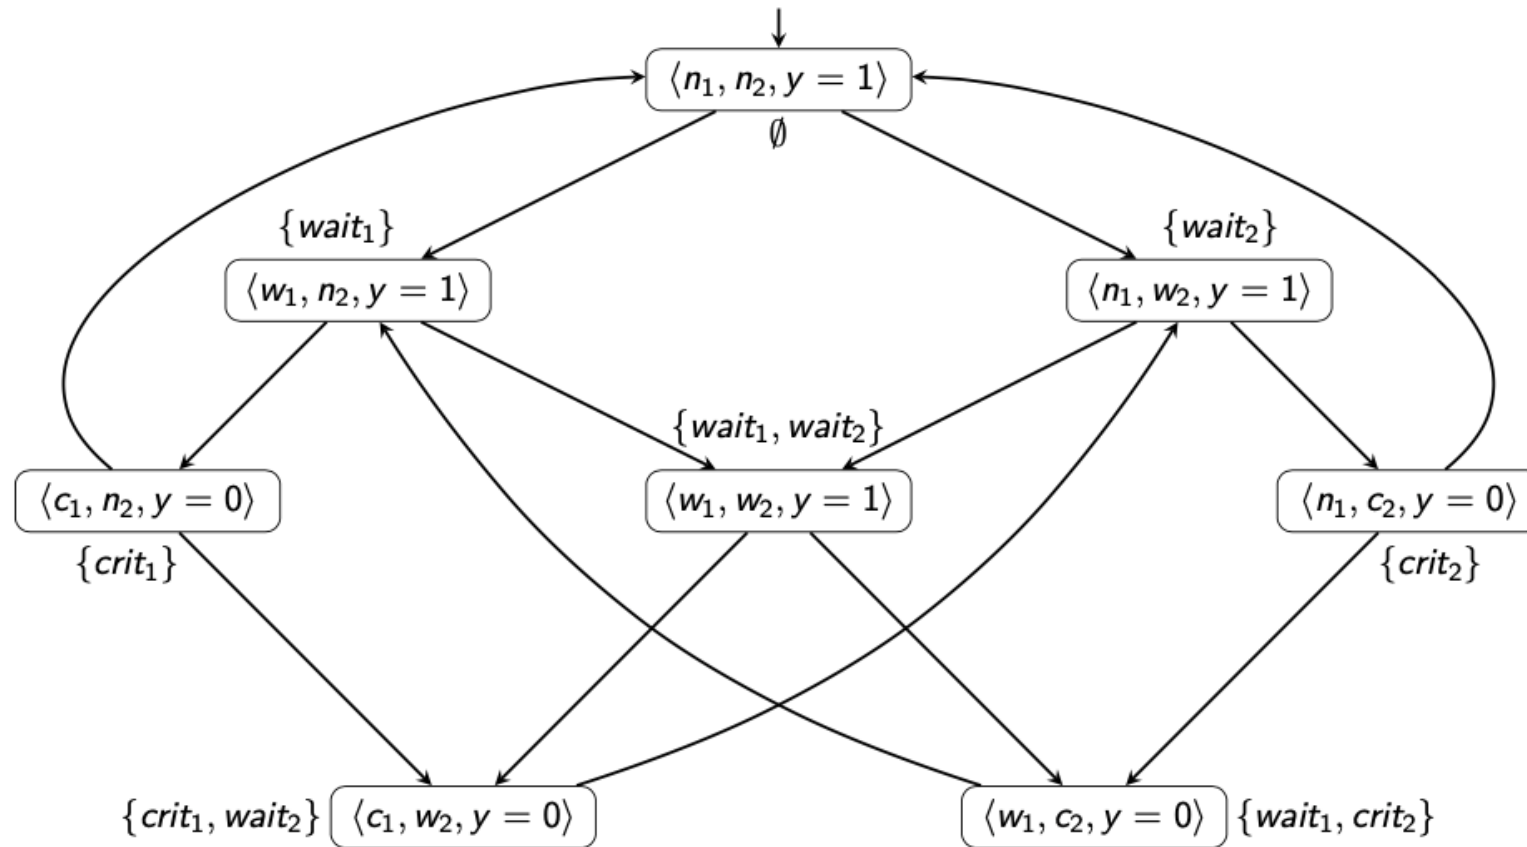 ⟨n₁, n₂, y = 1⟩
∅
{wait₁}
{wait₂}
⟨w₁, n₂, y = 1⟩
⟨n₁, w₂, y = 1⟩
{wait₁, wait₂}
⟨c₁, n₂, y = 0⟩
⟨w₁, w₂, y = 1⟩
⟨n₁, c₂, y = 0⟩
{crit₁}
{crit₂}
{crit₁, wait₂}
⟨c₁, w₂, y = 0⟩
⟨w₁, c₂, y = 0⟩
{wait₁, crit₂}